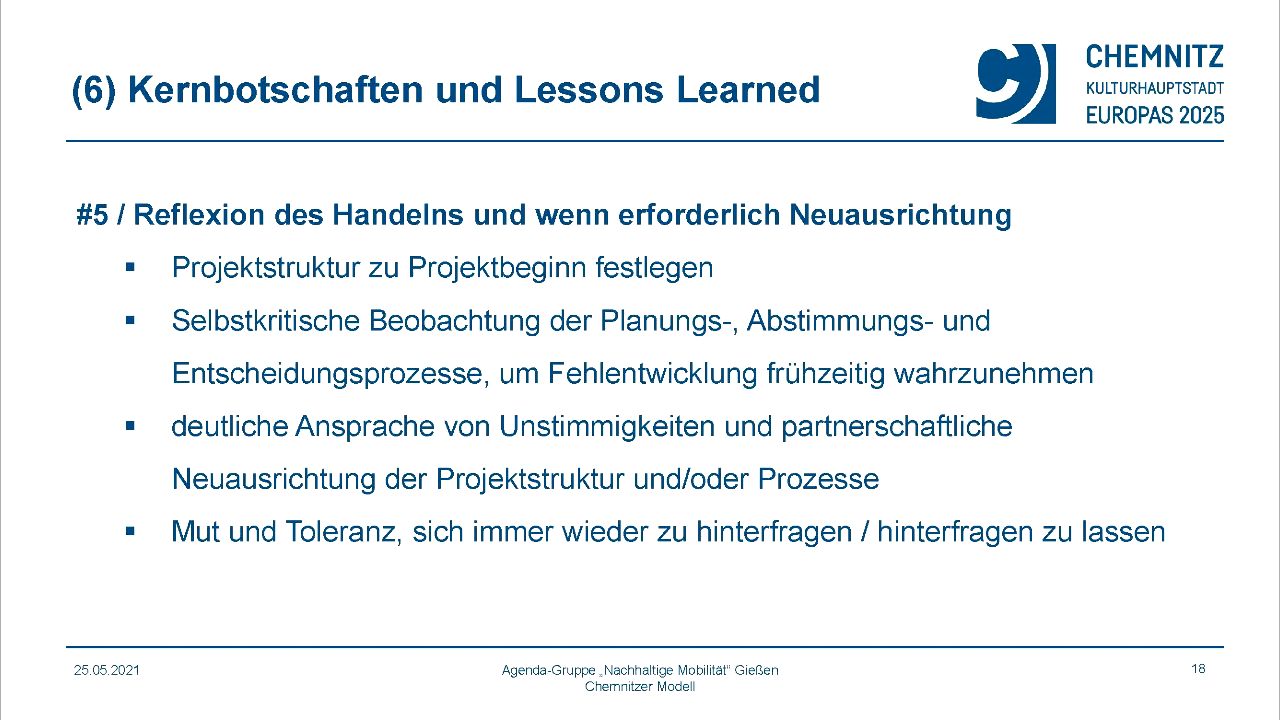 (6) Kernbotschaften und Lessons Learned
CHEMNITZ
KULTURHAUPTSTADT
EUROPAS 2025
#5 / Reflexion des Handelns und wenn erforderlich Neuausrichtung
▪ Projektstruktur zu Projektbeginn festlegen
▪ Selbstkritische Beobachtung der Planungs-, Abstimmungs- und
Entscheidungsprozesse, um Fehlentwicklung frühzeitig wahrzunehmen
▪ deutliche Ansprache von Unstimmigkeiten und partnerschaftliche
Neuausrichtung der Projektstruktur und/oder Prozesse
▪ Mut und Toleranz, sich immer wieder zu hinterfragen / hinterfragen zu lassen
25.05.2021
Agenda-Gruppe „Nachhaltige Mobilität“ Gießen
Chemnitzer Modell
18